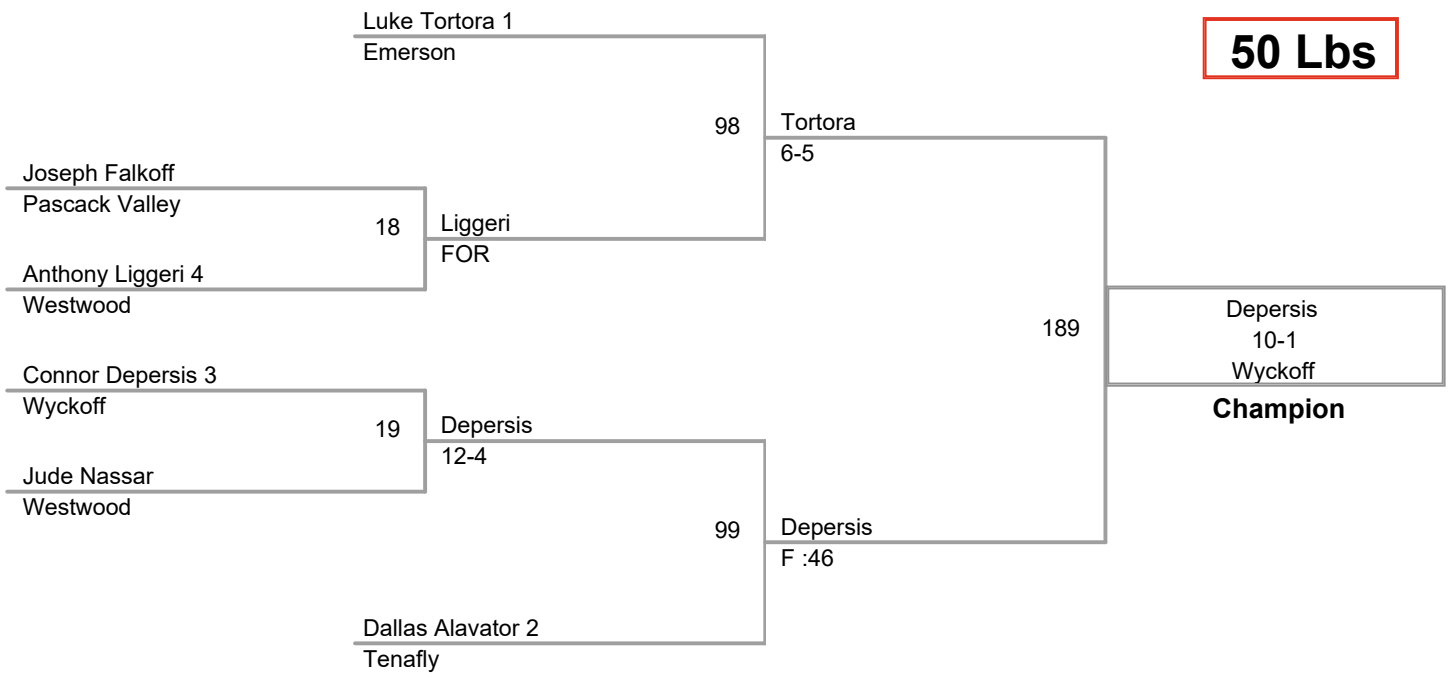 Luke Tortora 1
Emerson
50 Lbs
98
Tortora
6-5
Joseph Falkoff
Pascack Valley
18
Liggeri
FOR
Anthony Liggeri 4
Westwood
189
Depersis
10-1
Wyckoff
Champion
Connor Depersis 3
Wyckoff
19
Depersis
12-4
Jude Nassar
Westwood
99
Depersis
F :46
Dallas Alavator 2
Tenafly